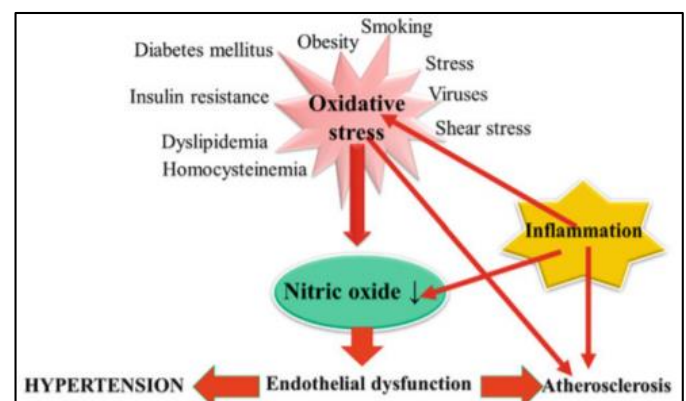 Smoking
Obesity
Diabetes mellitus
Stress
Insulin resistance
Oxidative
stress
Viruses
Shear stress
Dyslipidemia
Homocysteinemia
Inflammation
Nitric oxide ↓
HYPERTENSION
Endothelial dysfunction
Atherosclerosis